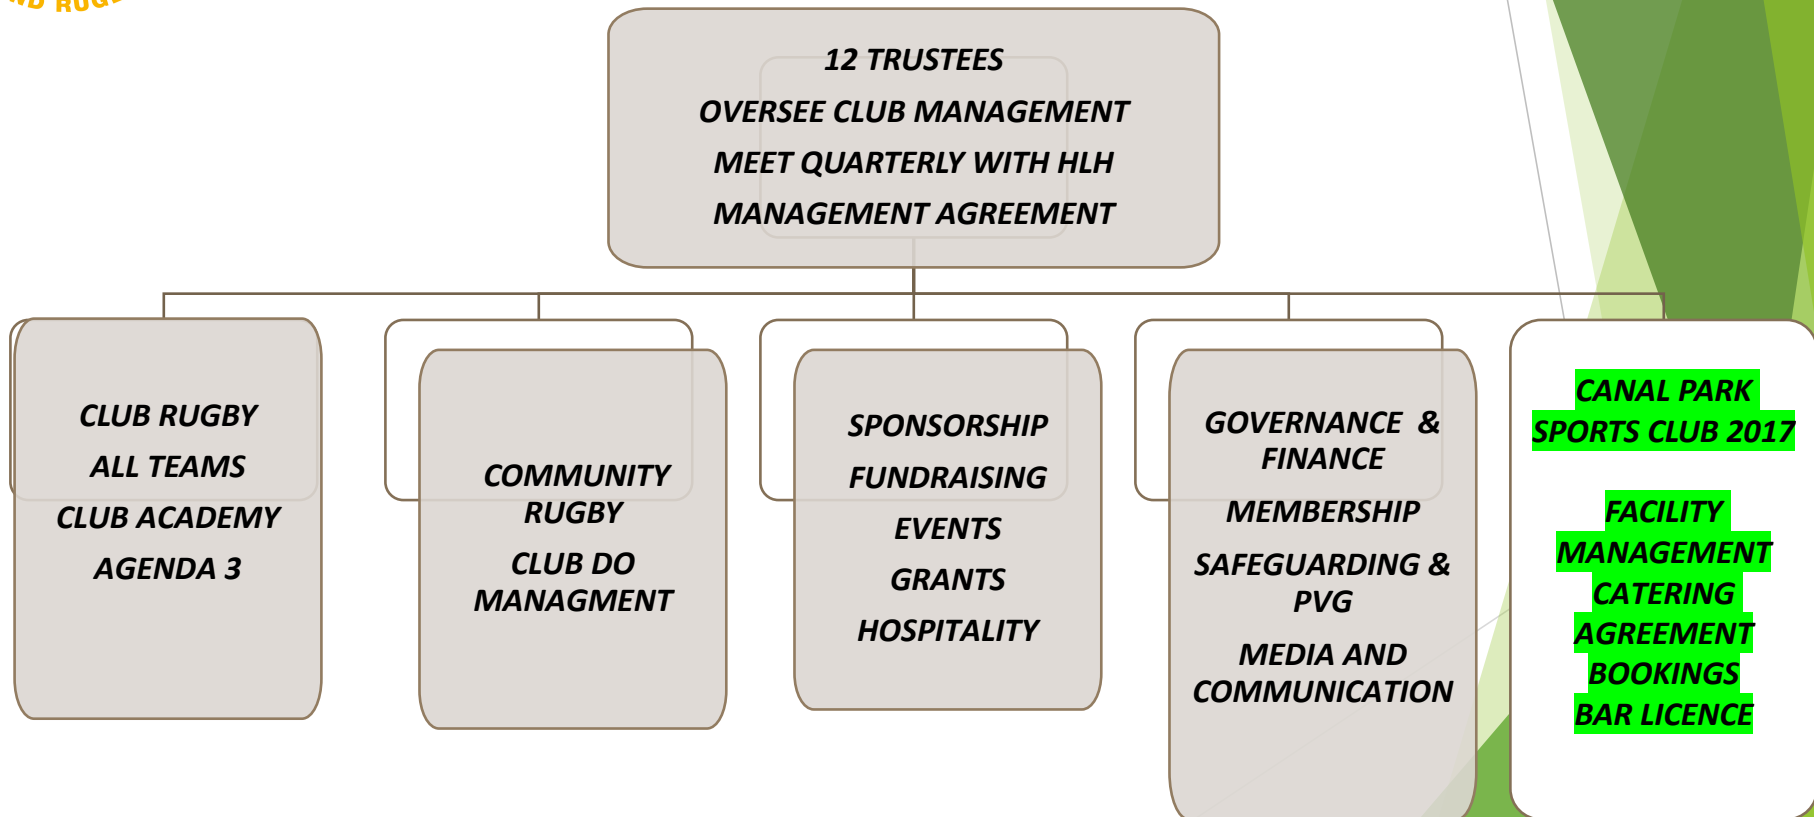 12 TRUSTEES
OVERSEE CLUB MANAGEMENT
MEET QUARTERLY WITH HLH
MANAGEMENT AGREEMENT
CLUB RUGBY
ALL TEAMS
CLUB ACADEMY
AGENDA 3
COMMUNITY
RUGBY
CLUB DO
MANAGMENT
SPONSORSHIP
FUNDRAISING
EVENTS
GRANTS
HOSPITALITY
GOVERNANCE &
FINANCE
MEMBERSHIP
SAFEGUARDING &
PVG
MEDIA AND
COMMUNICATION
CANAL PARK
SPORTS CLUB 2017
FACILITY
MANAGEMENT
CATERING
AGREEMENT
BOOKINGS
BAR LICENCE